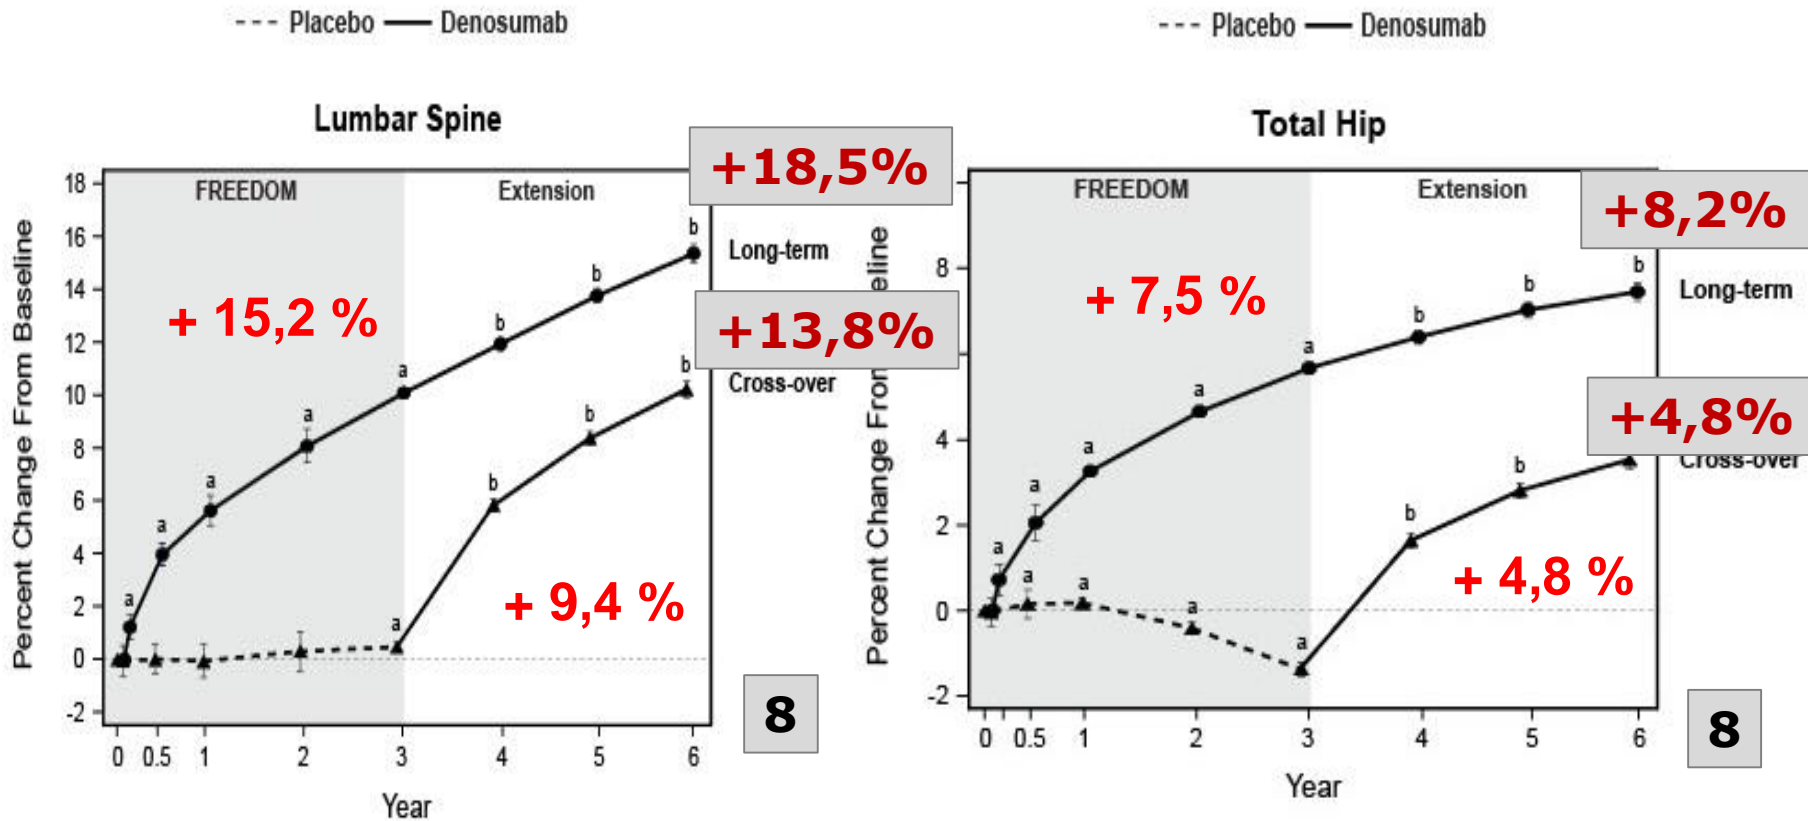 Placebo Denosumab
Lumbar Spine
Percent Change From Baseline
18
16
14
12
10
8
6
4
2
0
-2
FREEDOM
Extension
+ 15,2 %
+ 9,4 %
a
a
a
a
a
a
b
b
b
b
b
b
+18,5%
Long-term
+13,8%
Cross-over
8
0 0.5 1 2 3 4 5 6
Year
Placebo Denosumab
Total Hip
Percent Change From eline
8
4
2
0
-2
FREEDOM
Extension
+ 7,5 %
+ 4,8 %
a
a
a
a
a
a
a
a
a
b
b
b
b
b
+8,2%
Long-term
+4,8%
Cross-over
8
0 0.5 1 2 3 4 5 6
Year